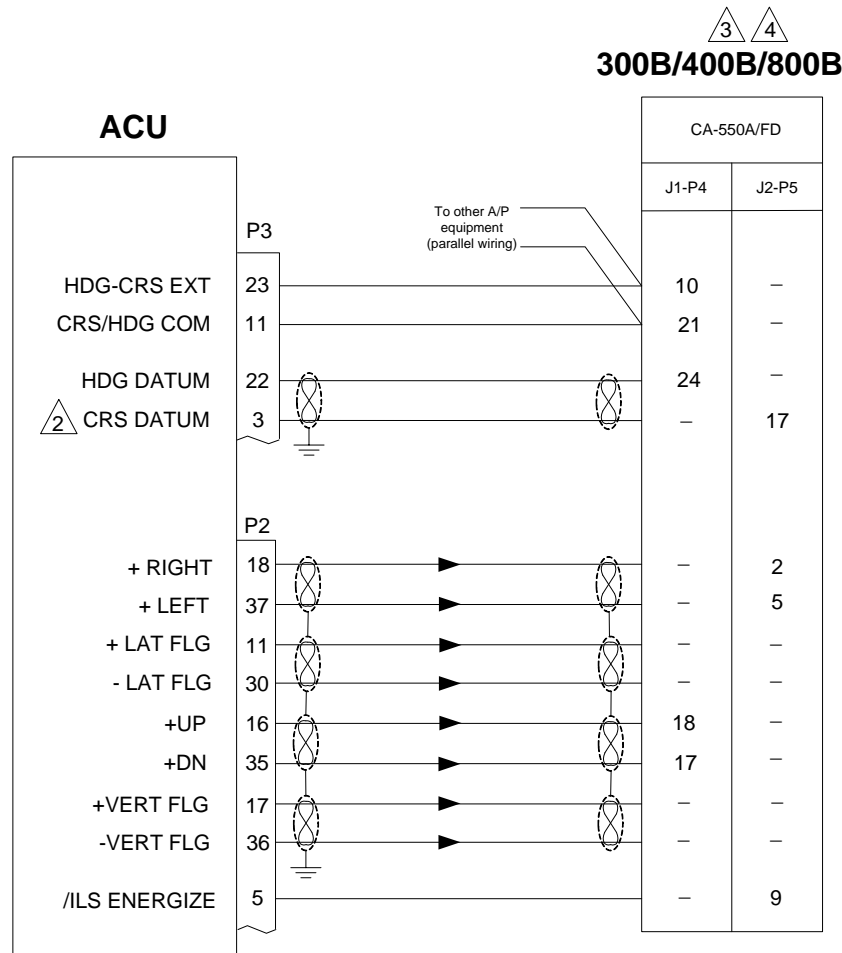 3 4
300B/400B/800B
ACU
CA-550A/FD
J1-P4 J2-P5
To other A/P
equipment
(parallel wiring)
P3
HDG-CRS EXT 23 10 –
CRS/HDG COM 11 21 –
HDG DATUM 22 24 –
2 CRS DATUM 3 – 17
P2
+ RIGHT 18 – 2
+ LEFT 37 – 5
+ LAT FLG 11 – –
- LAT FLG 30 – –
+UP 16 18 –
+DN 35 17 –
+VERT FLG 17 – –
-VERT FLG 36 – –
/ILS ENERGIZE 5 – 9